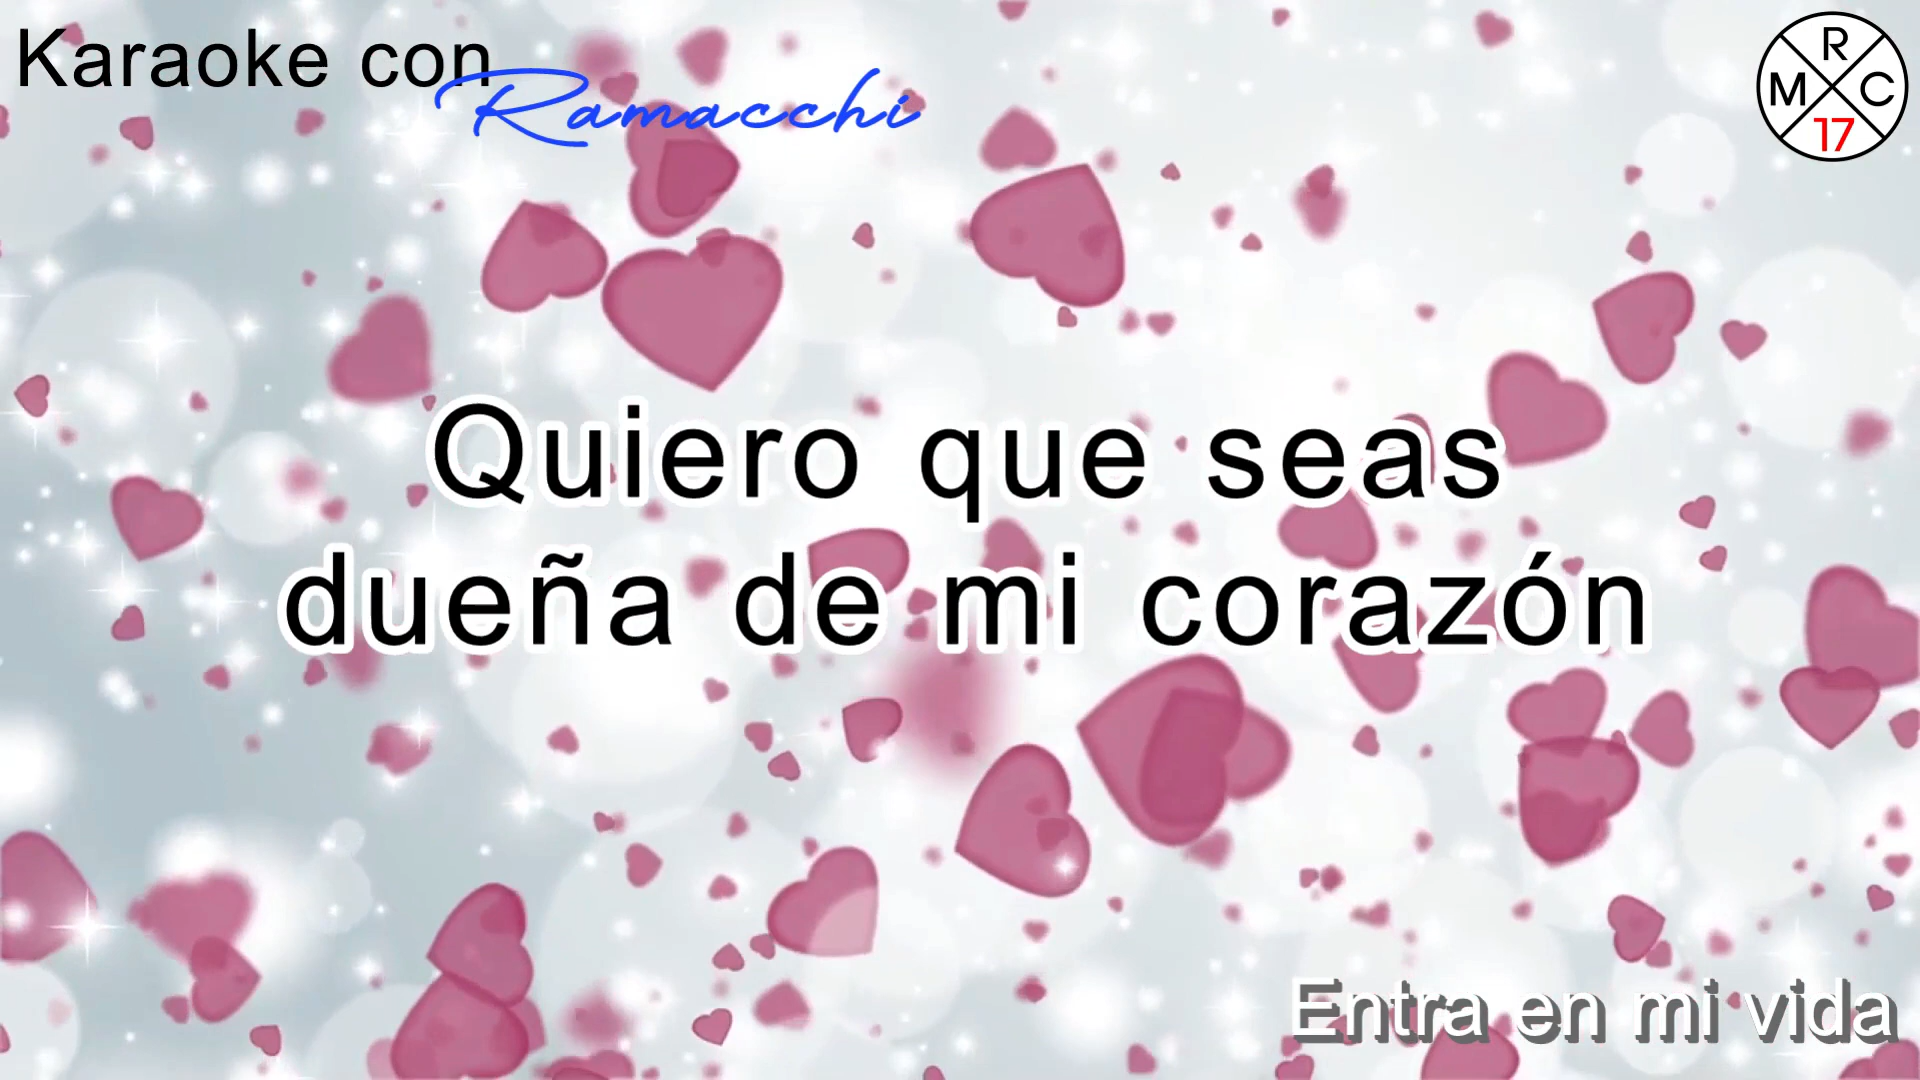 Karaoke con
Ramacchi
R
M C
17
Quiero que seas
dueña de mi corazón
Entra en mi vida